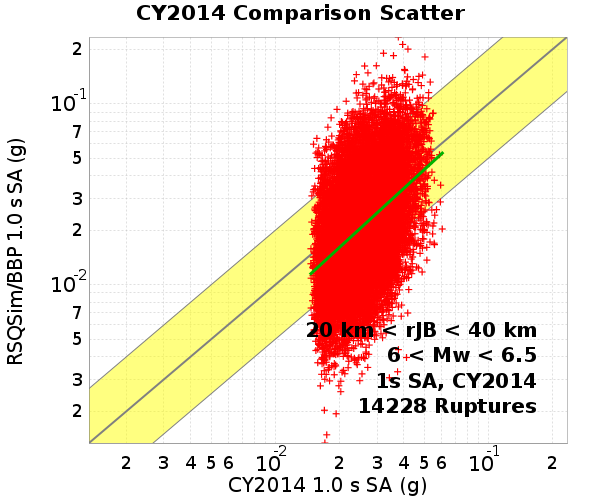 CY2014 Comparison Scatter
RSQSim/BBP 1.0 s SA (g)
2
10-1
7
5
3
2
10-2
7
5
3
2
20 km < rJB < 40 km
6 < Mw < 6.5
1s SA, CY2014
14228 Ruptures
2 3 4 5 6 10-2 2 3 4 5 6 10-1 2
CY2014 1.0 s SA (g)